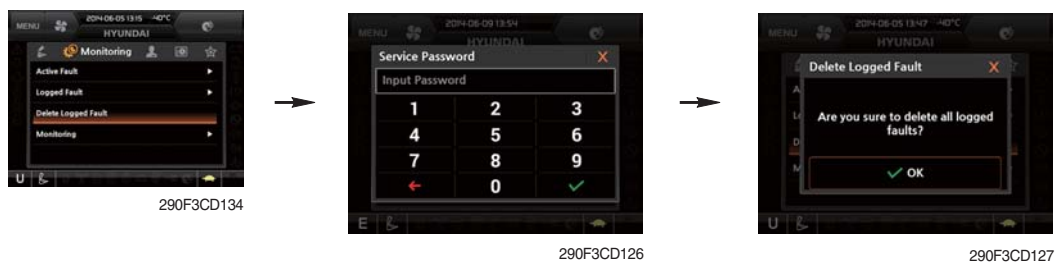 MENU
2014-06-05 13:15 -40°C
HYUNDAI
Monitoring
Active Fault
Logged Fault
Delete Logged Fault
Monitoring
U
290F3CD134
MENU
2014-06-09 13:54
HYUNDAI
Service Password X
Input Password
1 2 3
4 5 6
7 8 9
0
E
290F3CD126
MENU
2014-06-05 13:47 -40°C
HYUNDAI
Delete Logged Fault X
Are you sure to delete all logged
faults?
OK
U
290F3CD127